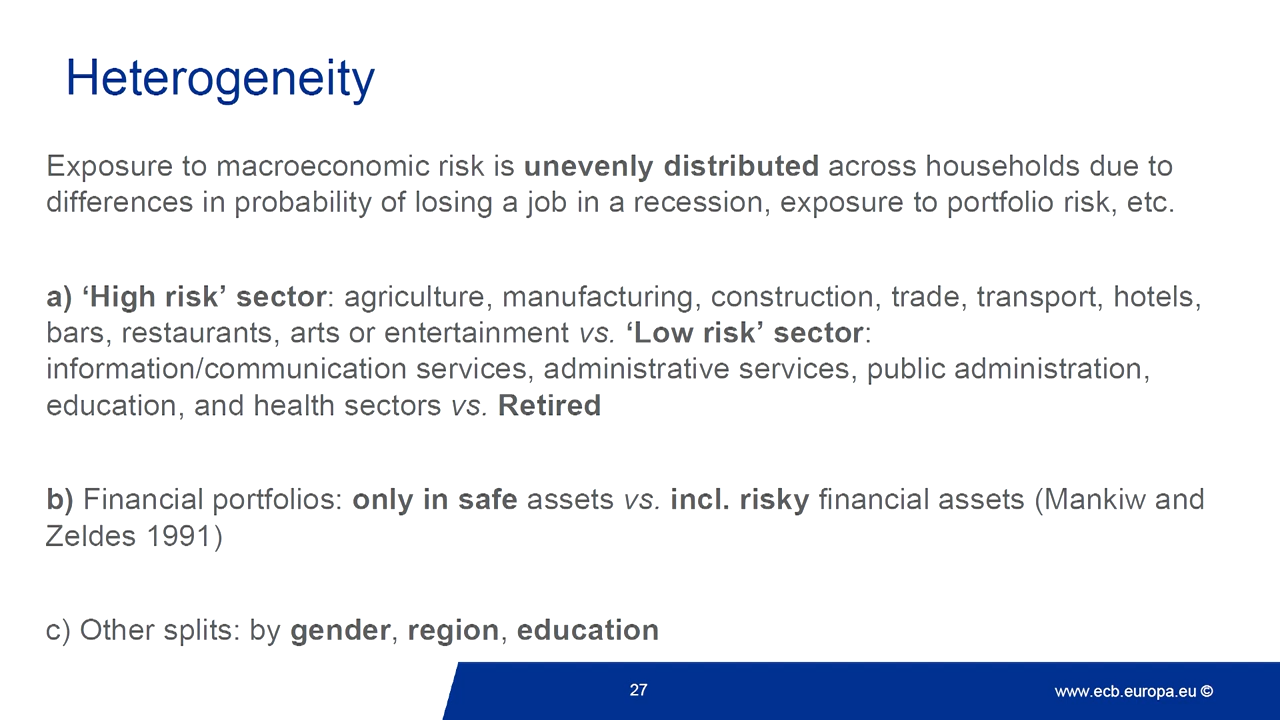 Heterogeneity
Exposure to macroeconomic risk is unevenly distributed across households due to
differences in probability of losing a job in a recession, exposure to portfolio risk, etc.
a) ‘High risk’ sector: agriculture, manufacturing, construction, trade, transport, hotels,
bars, restaurants, arts or entertainment vs. ‘Low risk’ sector:
information/communication services, administrative services, public administration,
education, and health sectors vs. Retired
b) Financial portfolios: only in safe assets vs. incl. risky financial assets (Mankiw and
Zeldes 1991)
c) Other splits: by gender, region, education
27
www.ecb.europa.eu ©